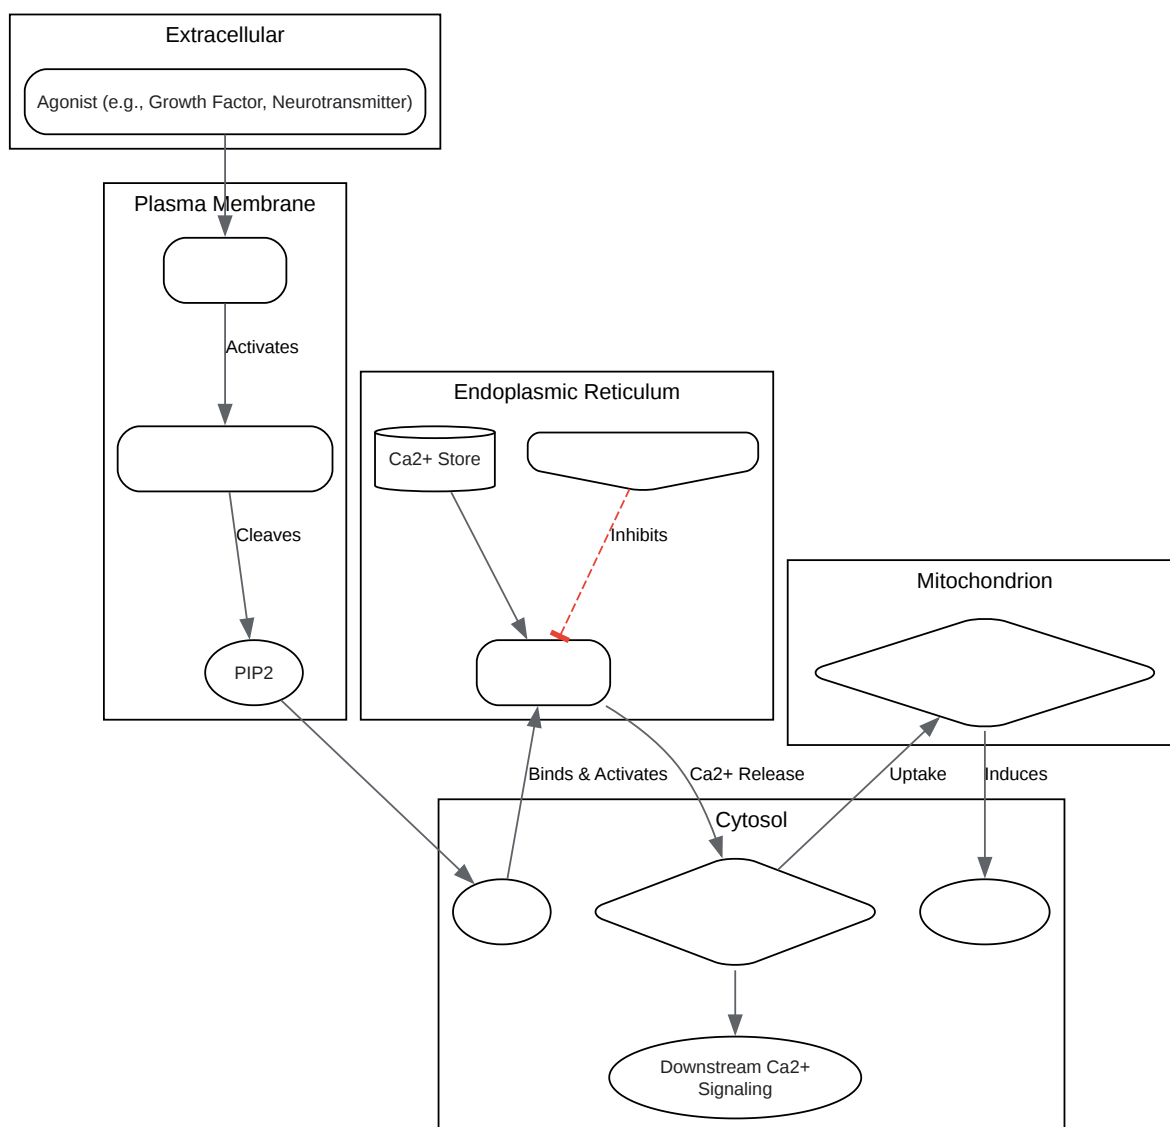 Extracellular
Agonist (e.g., Growth Factor, Neurotransmitter)
Plasma Membrane
Activates
Endoplasmic Reticulum
Ca2+ Store
Cleaves
Inhibits
Mitochondrion
PIP2
Binds & Activates
Ca2+ Release
Uptake
Induces
Cytosol
Downstream Ca2+
Signaling